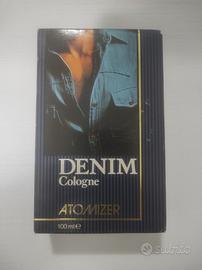 DENIM
Cologne
ATOMIZER
100 ml e
Subito